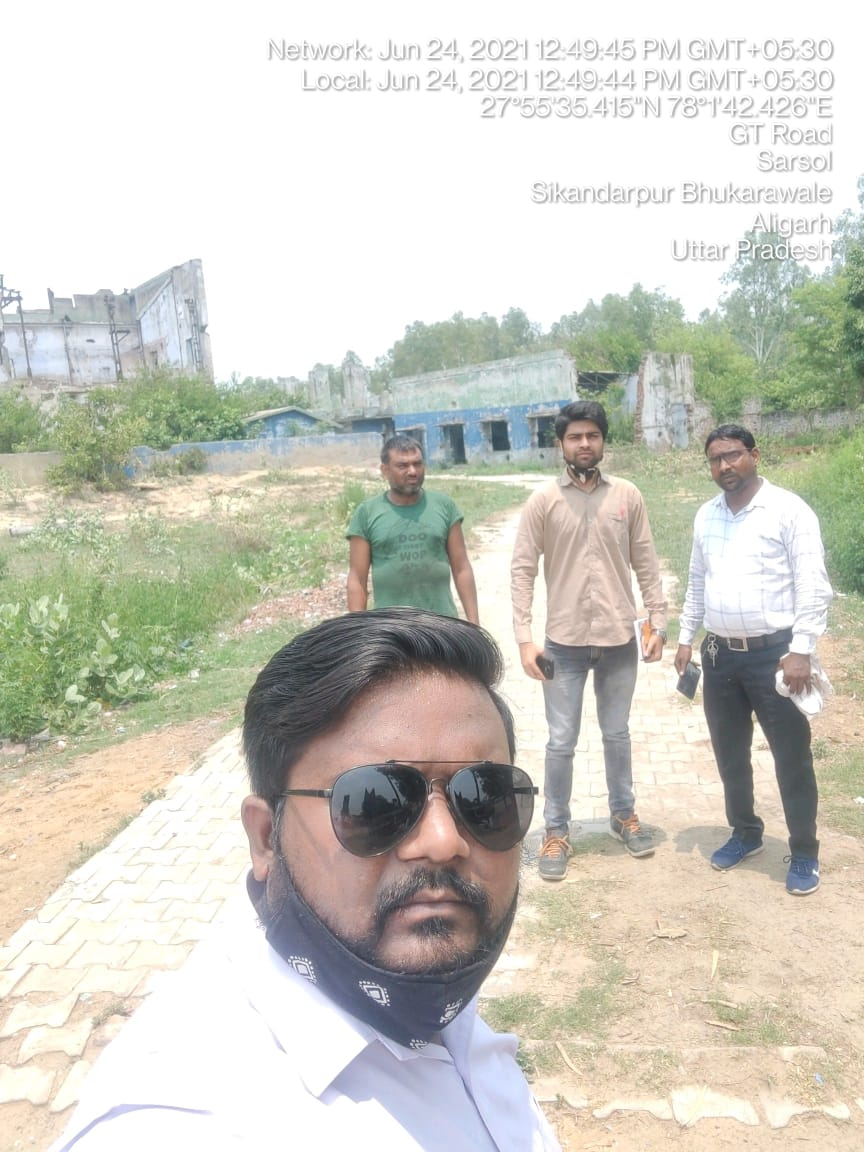 Network: Jun 24, 2021 12:49:45 PM GMT+05:30
Local: Jun 24, 2021 12:49:44 PM GMT+05:30
27°55'35.415"N 78°1'42.426"E
GT Road
Sarsol
Sikandarpur Bhukarawale
Aligarh
Uttar Pradesh
DOO
WOP